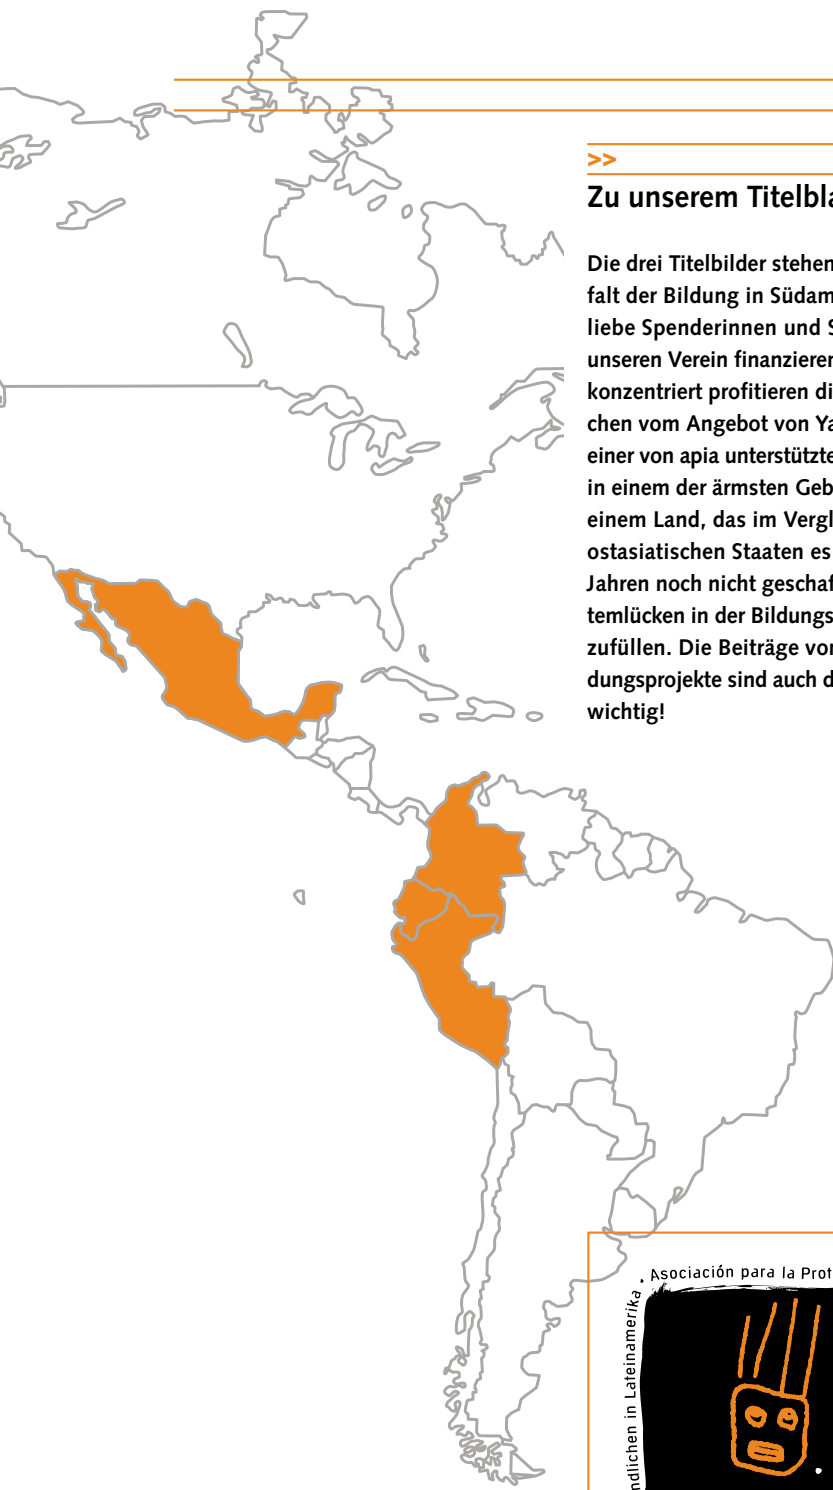 >>
Zu unserem Titelbla
Die drei Titelbilder stehen
falt der Bildung in Südam
liebe Spenderinnen und S
unseren Verein finanzieren
konzentriert profitieren di
chen vom Angebot von Ya
einer von apia unterstützte
in einem der ärmsten Geb
einem Land, das im Vergl
ostasiatischen Staaten es
Jahren noch nicht geschaf
temlücken in der Bildungs
zufüllen. Die Beiträge vor
dungsprojekte sind auch d
wichtig!
ndlichen in Lateinamerika . Asociación para la Prot